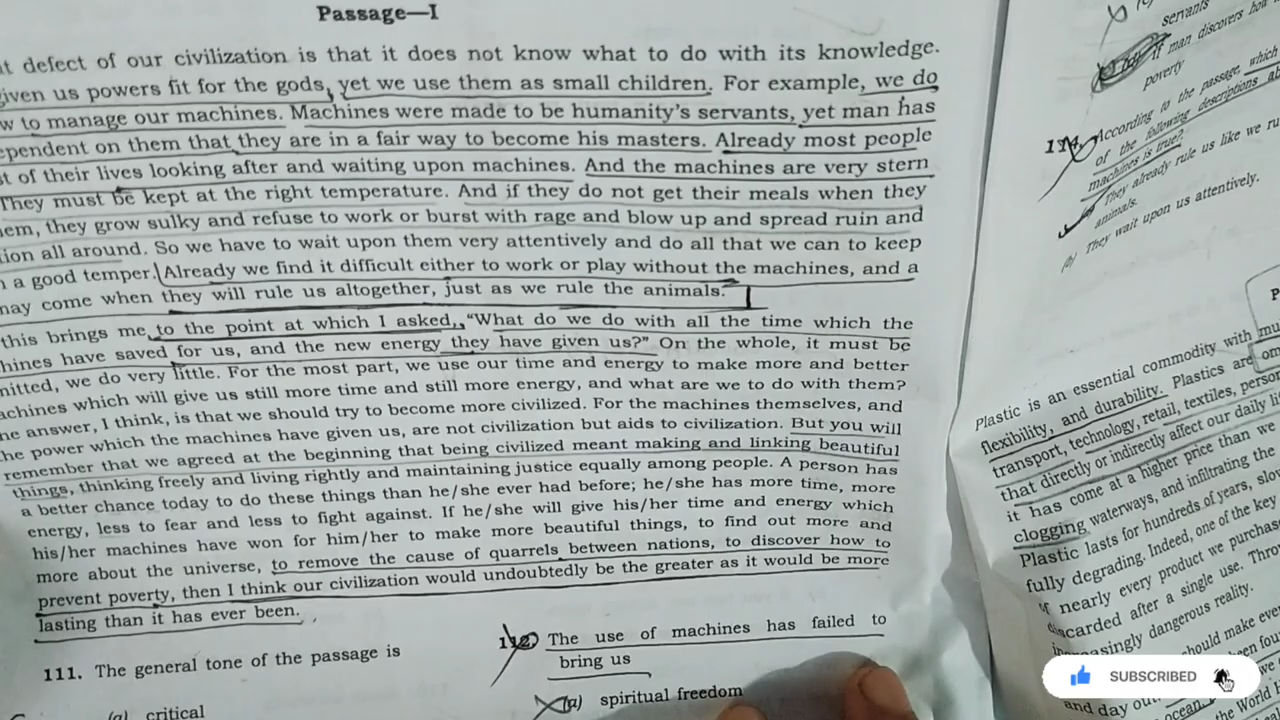 Passage—I
defect of our civilization is that it does not know what to do with its knowledge.
given us powers fit for the gods, yet we use them as small children. For example, we do
to manage our machines. Machines were made to be humanity's servants, yet man has
ependent on them that they are in a fair way to become his masters. Already most people
of their lives looking after and waiting upon machines. And the machines are very stern
They must be kept at the right temperature. And if they do not get their meals when they
em, they grow sulky and refuse to work or burst with rage and blow up and spread ruin and
tion all around. So we have to wait upon them very attentively and do all that we can to keep
a good temper. Already we find it difficult either to work or play without the machines, and a
may come when they will rule us altogether, just as we rule the animals.
this brings me to the point at which I asked, "What do we do with all the time which the
hines have saved for us, and the new energy they have given us?" On the whole, it must be
mitted, we do very little. For the most part, we use our time and energy to make more and better
achines which will give us still more time and still more energy, and what are we to do with them?
he answer, I think, is that we should try to become more civilized. For the machines themselves, and
he power which the machines have given us, are not civilization but aids to civilization. But you will
remember that we agreed at the beginning that being civilized meant making and linking beautiful
things, thinking freely and living rightly and maintaining justice equally among people. A person has
a better chance today to do these things than he/she ever had before; he/she has more time, more
energy, less to fear and less to fight against. If he/she will give his/her time and energy which
his/her machines have won for him/her to make more beautiful things, to find out more and
more about the universe, to remove the cause of quarrels between nations, to discover how to
prevent poverty, then I think our civilization would undoubtedly be the greater as it would be more
lasting than it has ever been.
111. The general tone of the passage is
(a) critical
112. The use of machines has failed to
bring us
(a) spiritual freedom
servants
if man discovers how
poverty
114. According to the passage, which
of the following descriptions
machines is true?
(a) They already rule us like we ru
animals.
(b) They wait upon us attentively.
Plastic is an essential commodity with mu
flexibility, and durability. Plastics are om
transport, technology, retail, textiles, person
that directly or indirectly affect our daily li
it has come at a higher price than we
clogging waterways, and infiltrating the
Plastic lasts for hundreds of years, slo
fully degrading. Indeed, one of the key
of nearly every product we purchas
discarded after a single use. Thro
increasingly dangerous reality.
should make eve
been fou
we
and day out.
ocean
the World
SUBSCRIBED